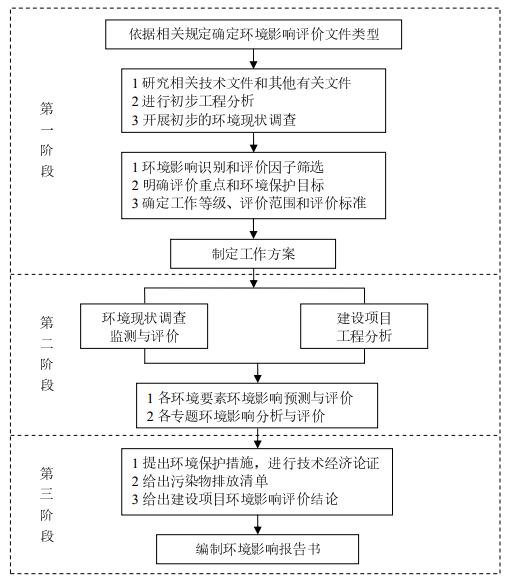 依据相关规定确定环境影响评价文件类型
第一阶段
1 研究相关技术文件和其他有关文件
2 进行初步工程分析
3 开展初步的环境现状调查
1 环境影响识别和评价因子筛选
2 明确评价重点和环境保护目标
3 确定工作等级、评价范围和评价标准
制定工作方案
第二阶段
环境现状调查
监测与评价
建设项目
工程分析
1 各环境要素环境影响预测与评价
2 各专题环境影响分析与评价
第三阶段
1 提出环境保护措施，进行技术经济论证
2 给出污染物排放清单
3 给出建设项目环境影响评价结论
编制环境影响报告书